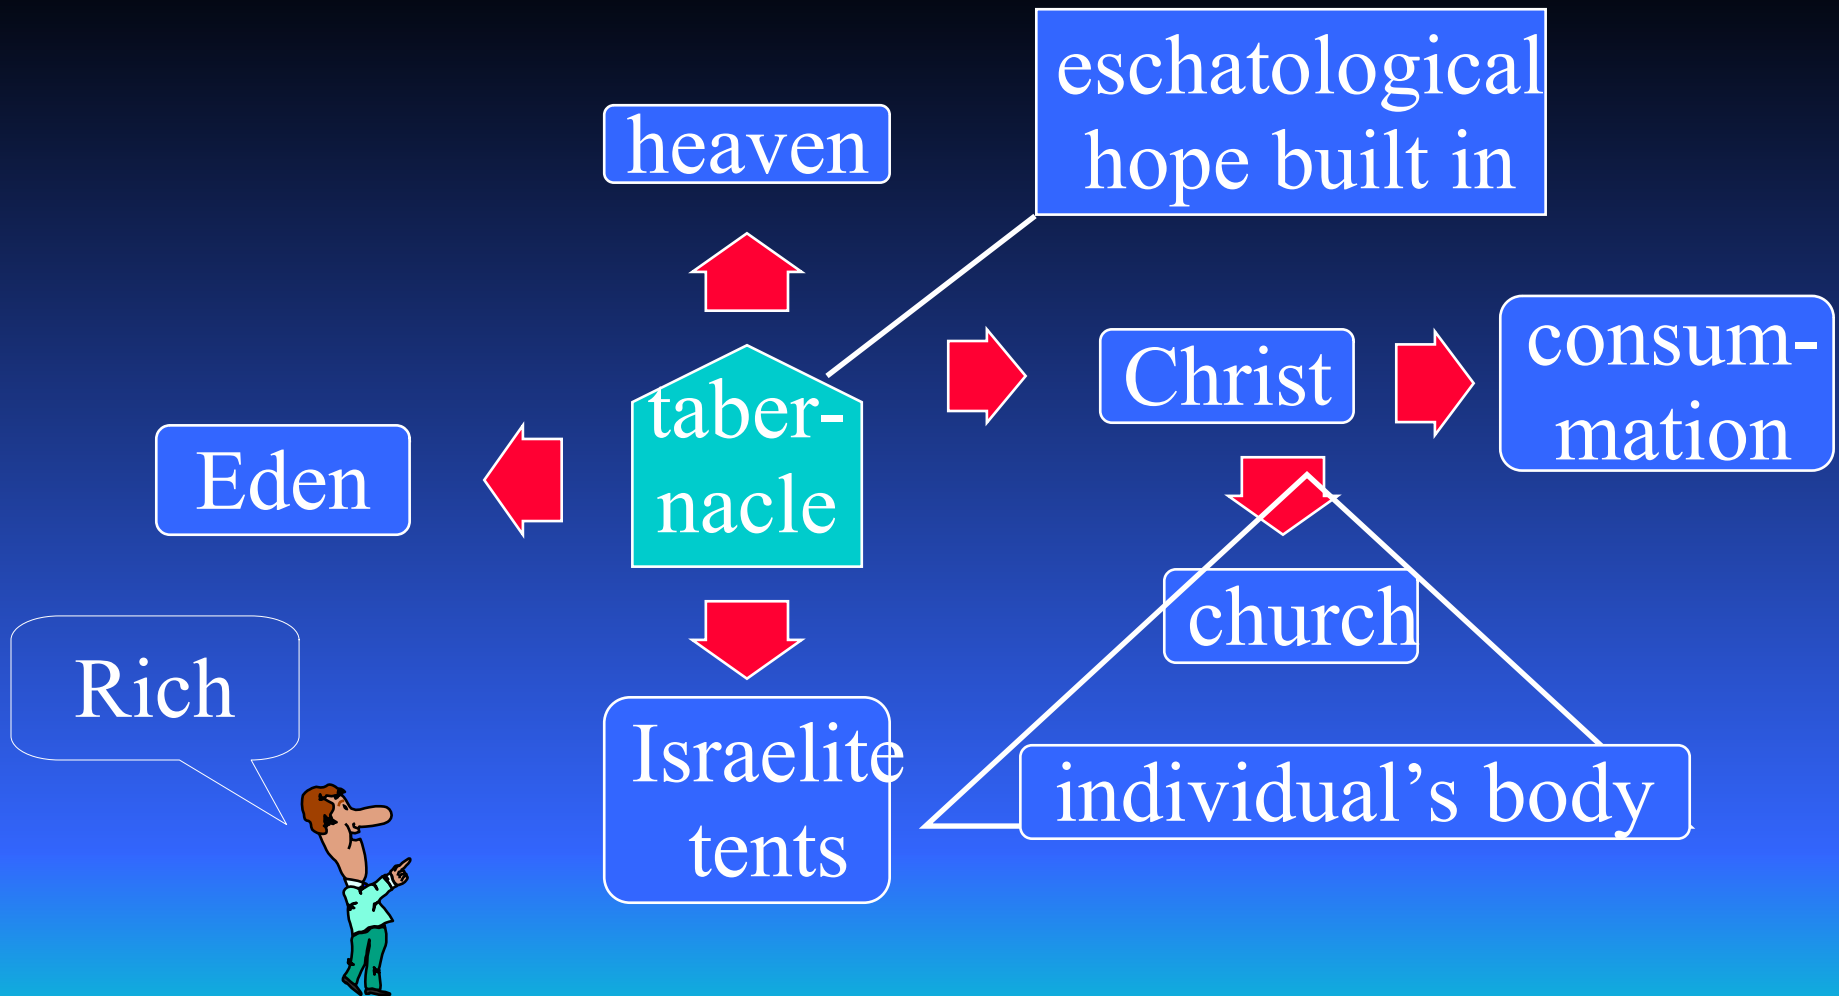 eschatological
hope built in
heaven
Christ
consum-
mation
taber-
nacle
Eden
church
Rich
Israelite
tents
individual’s body